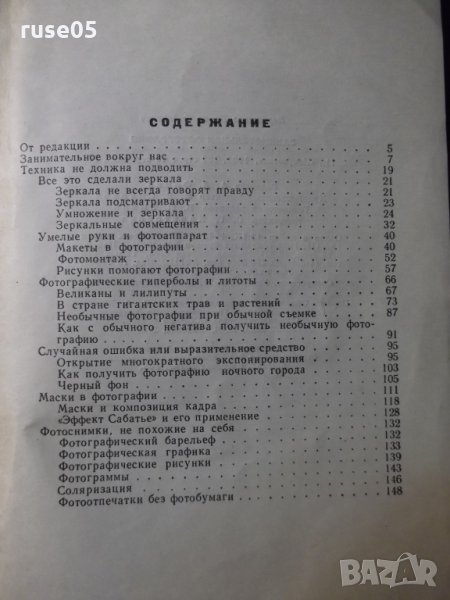 ruse05
СОДЕРЖАНИЕ
От редакции . . . . . . . . . . 5
Занимательное вокруг нас . . . . . . . . . . 7
Техника не должна подводить . . . . . . . . . . 19
Все это сделали зеркала . . . . . . . . . . 21
Зеркала не всегда говорят правду . . . . . . . . . . 21
Зеркала подсматривают . . . . . . . . . . 23
Умножение и зеркала . . . . . . . . . . 24
Зеркальные совмещения . . . . . . . . . . 32
Умелые руки и фотоаппарат . . . . . . . . . . 40
Макеты в фотографии . . . . . . . . . . 40
Фотомонтаж . . . . . . . . . . 52
Рисунки помогают фотографии . . . . . . . . . . 57
Фотографические гиперболы и литоты . . . . . . . . . . 66
Великаны и лилипуты . . . . . . . . . . 67
В стране гигантских трав и растений . . . . . . . . . . 73
Необычные фотографии при обычной съемке . . . . 87
Как с обычного негатива получить необычную фото-
графию . . . . . . . . . . 91
Случайная ошибка или выразительное средство . . . . . 95
Открытие многократного экспонирования . . . . . . 95
Как получить фотографию ночного города . . . . . 103
Черный фон . . . . . . . . . . 105
Маски в фотографии . . . . . . . . . . 111
Маски и композиция кадра . . . . . . . . . . 118
«Эффект Сабатье» и его применение . . . . . . . 128
Фотоснимки, не похожие на себя . . . . . . . . . . 132
Фотографический барельеф . . . . . . . . . . 132
Фотографическая графика . . . . . . . . . . 133
Фотографические рисунки . . . . . . . . . . 139
Фотограммы . . . . . . . . . . 143
Соляризация . . . . . . . . . . 146
Фотоотпечатки без фотобумаги . . . . . . . . . . 148
BAZAR